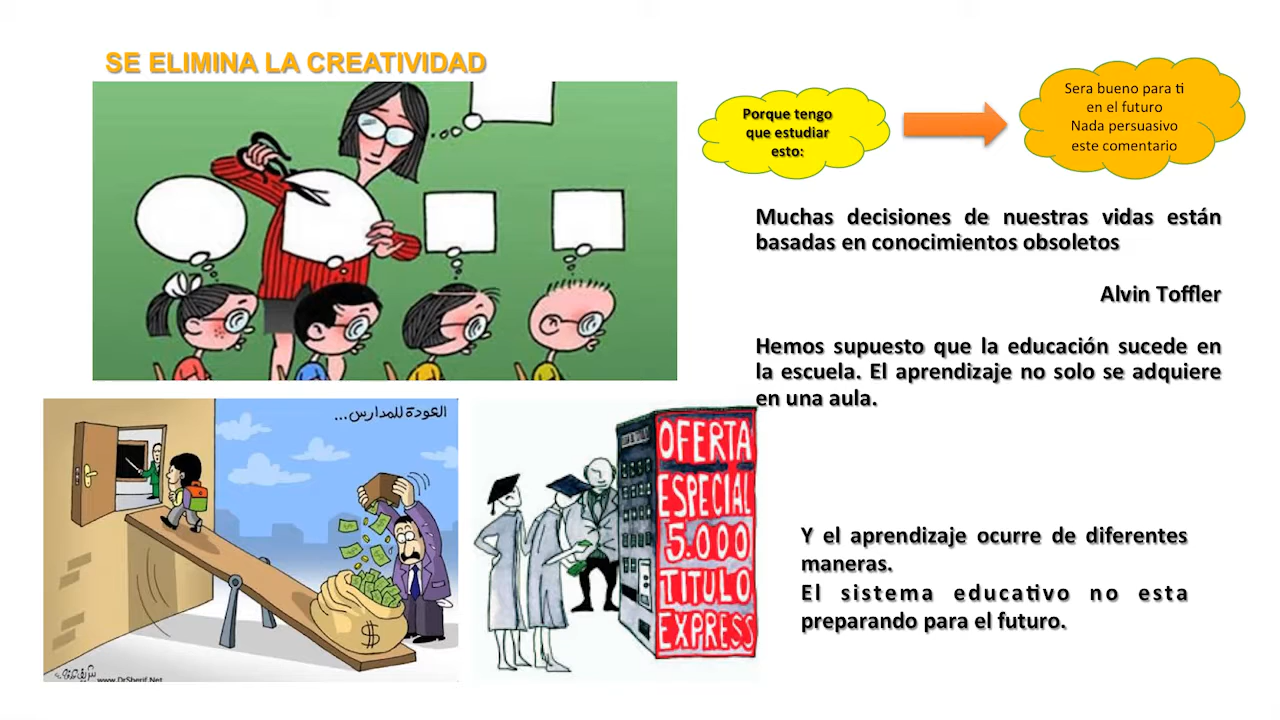 SE ELIMINA LA CREATIVIDAD
Porque tengo
que estudiar
esto:
Sera bueno para ti
en el futuro
Nada persuasivo
este comentario
Muchas decisiones de nuestras vidas están
basadas en conocimientos obsoletos
Alvin Toffler
Hemos supuesto que la educación sucede en
la escuela. El aprendizaje no solo se adquiere
en una aula.
العودة للمدارس...
$
www.DrSherif.Net
OFERTA
ESPECIAL
5.000
TITULO
EXPRESS
Y el aprendizaje ocurre de diferentes
maneras.
El sistema educativo no esta
preparando para el futuro.